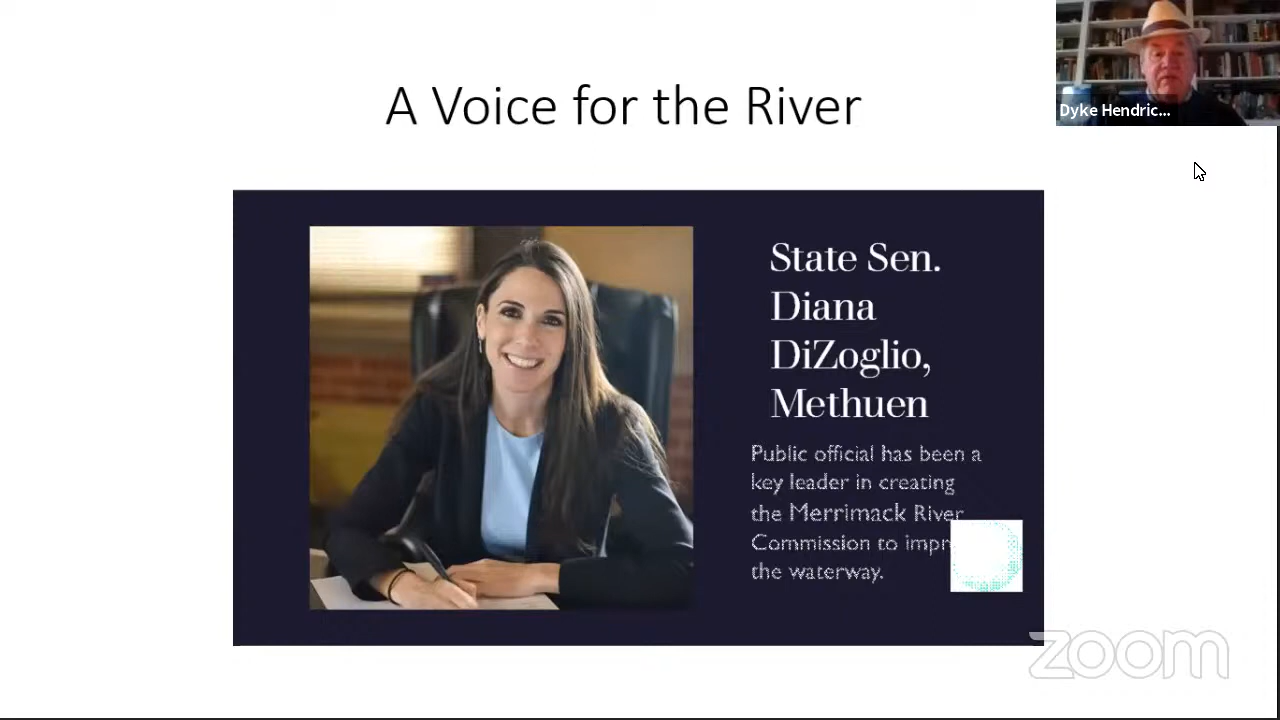 A Voice for the River
Dyke Hendric...
State Sen.
Diana
DiZoglio,
Methuen
Public official has been a
key leader in creating
the Merrimack River
Commission to impr
the waterway.
zoom